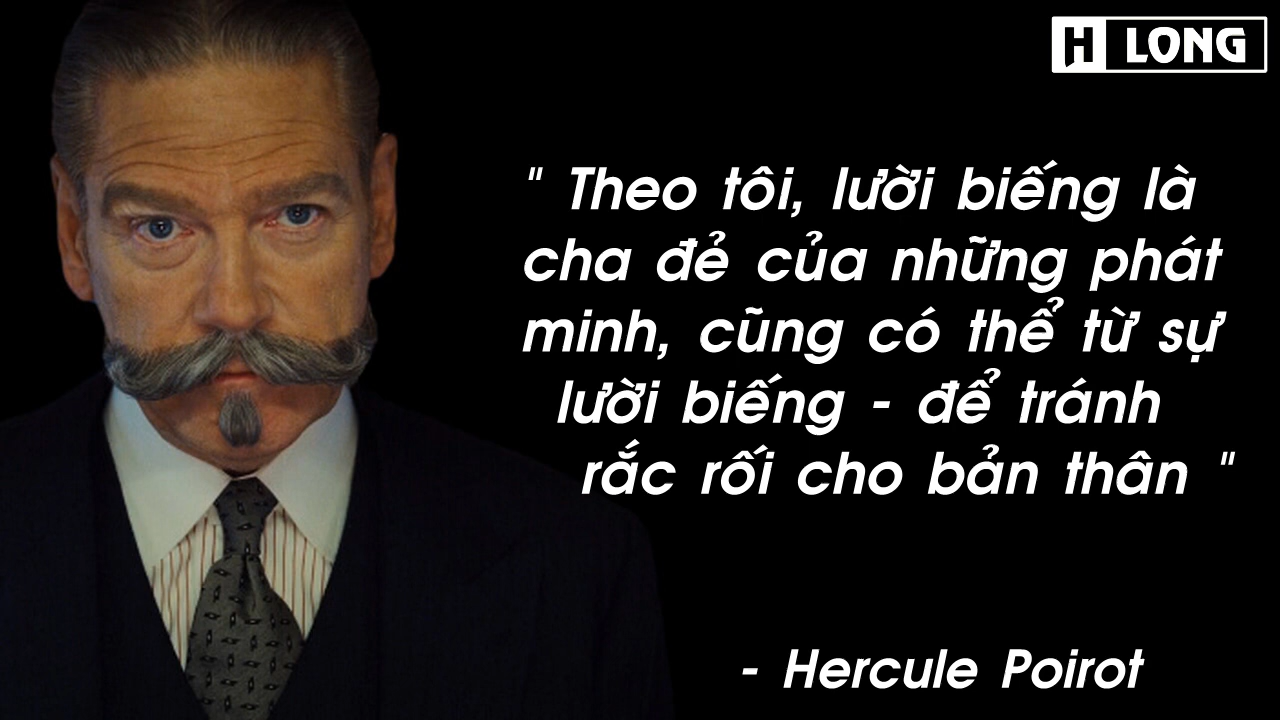 H LONG
" Theo tôi, lười biếng là
cha đẻ của những phát
minh, cũng có thể từ sự
lười biếng - để tránh
rắc rối cho bản thân "
- Hercule Poirot